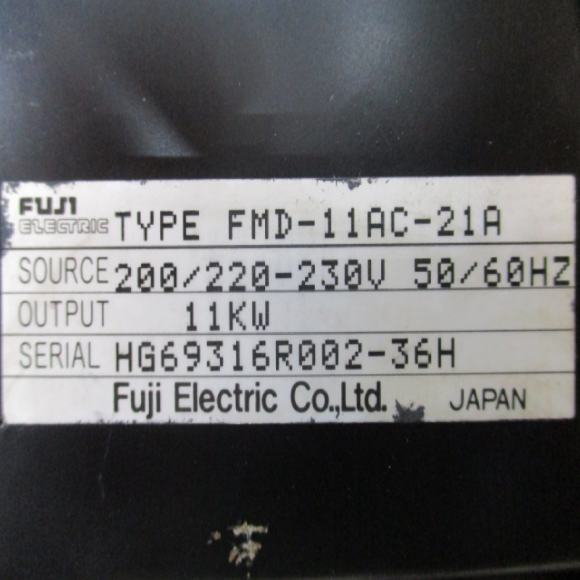 FUJI
ELECTRIC TYPE FMD-11AC-21A
SOURCE 200/220-230V 50/60HZ
OUTPUT 11KW
SERIAL HG69316R002-36H
Fuji Electric Co.,Ltd. JAPAN